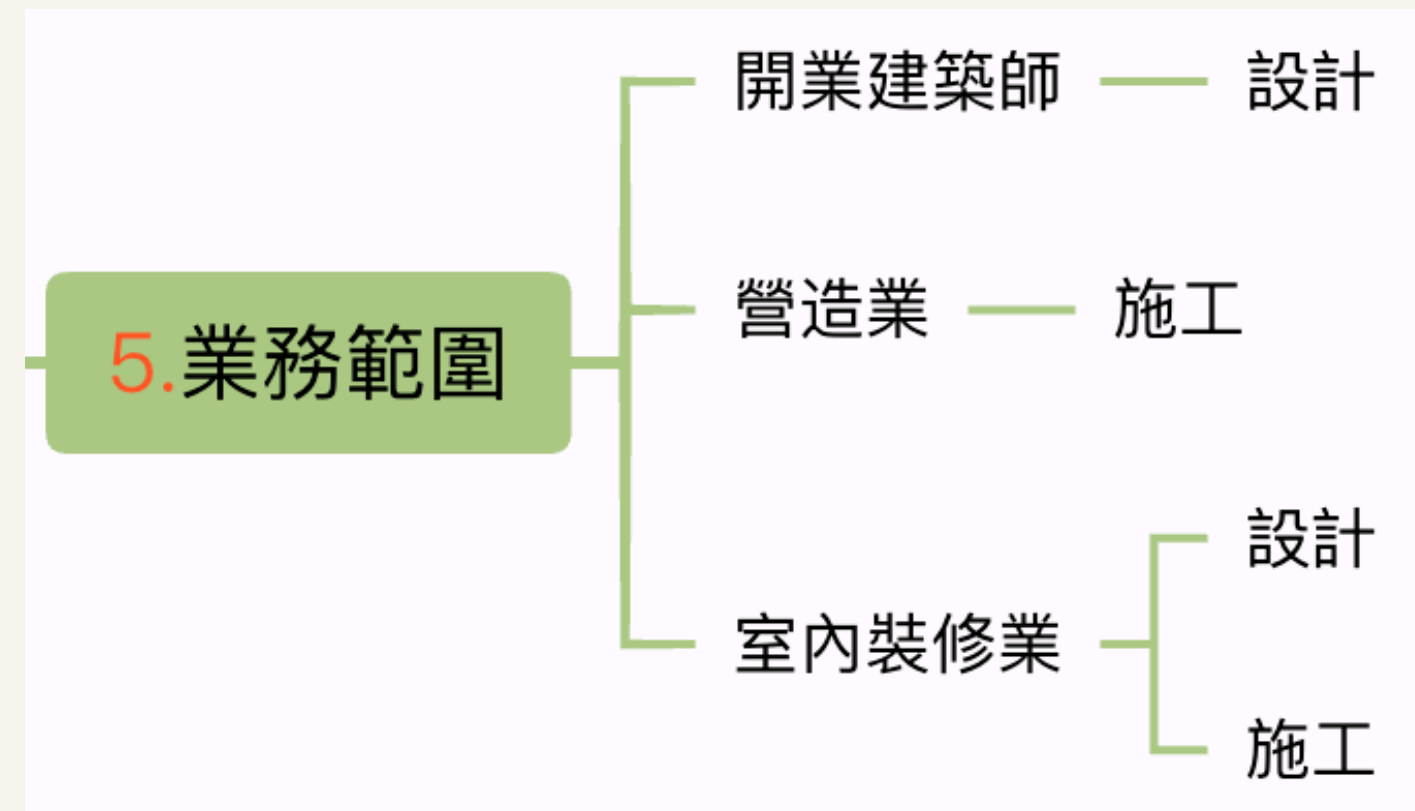 開業建築師
設計
營造業
施工
5.業務範圍
室內裝修業
設計
施工